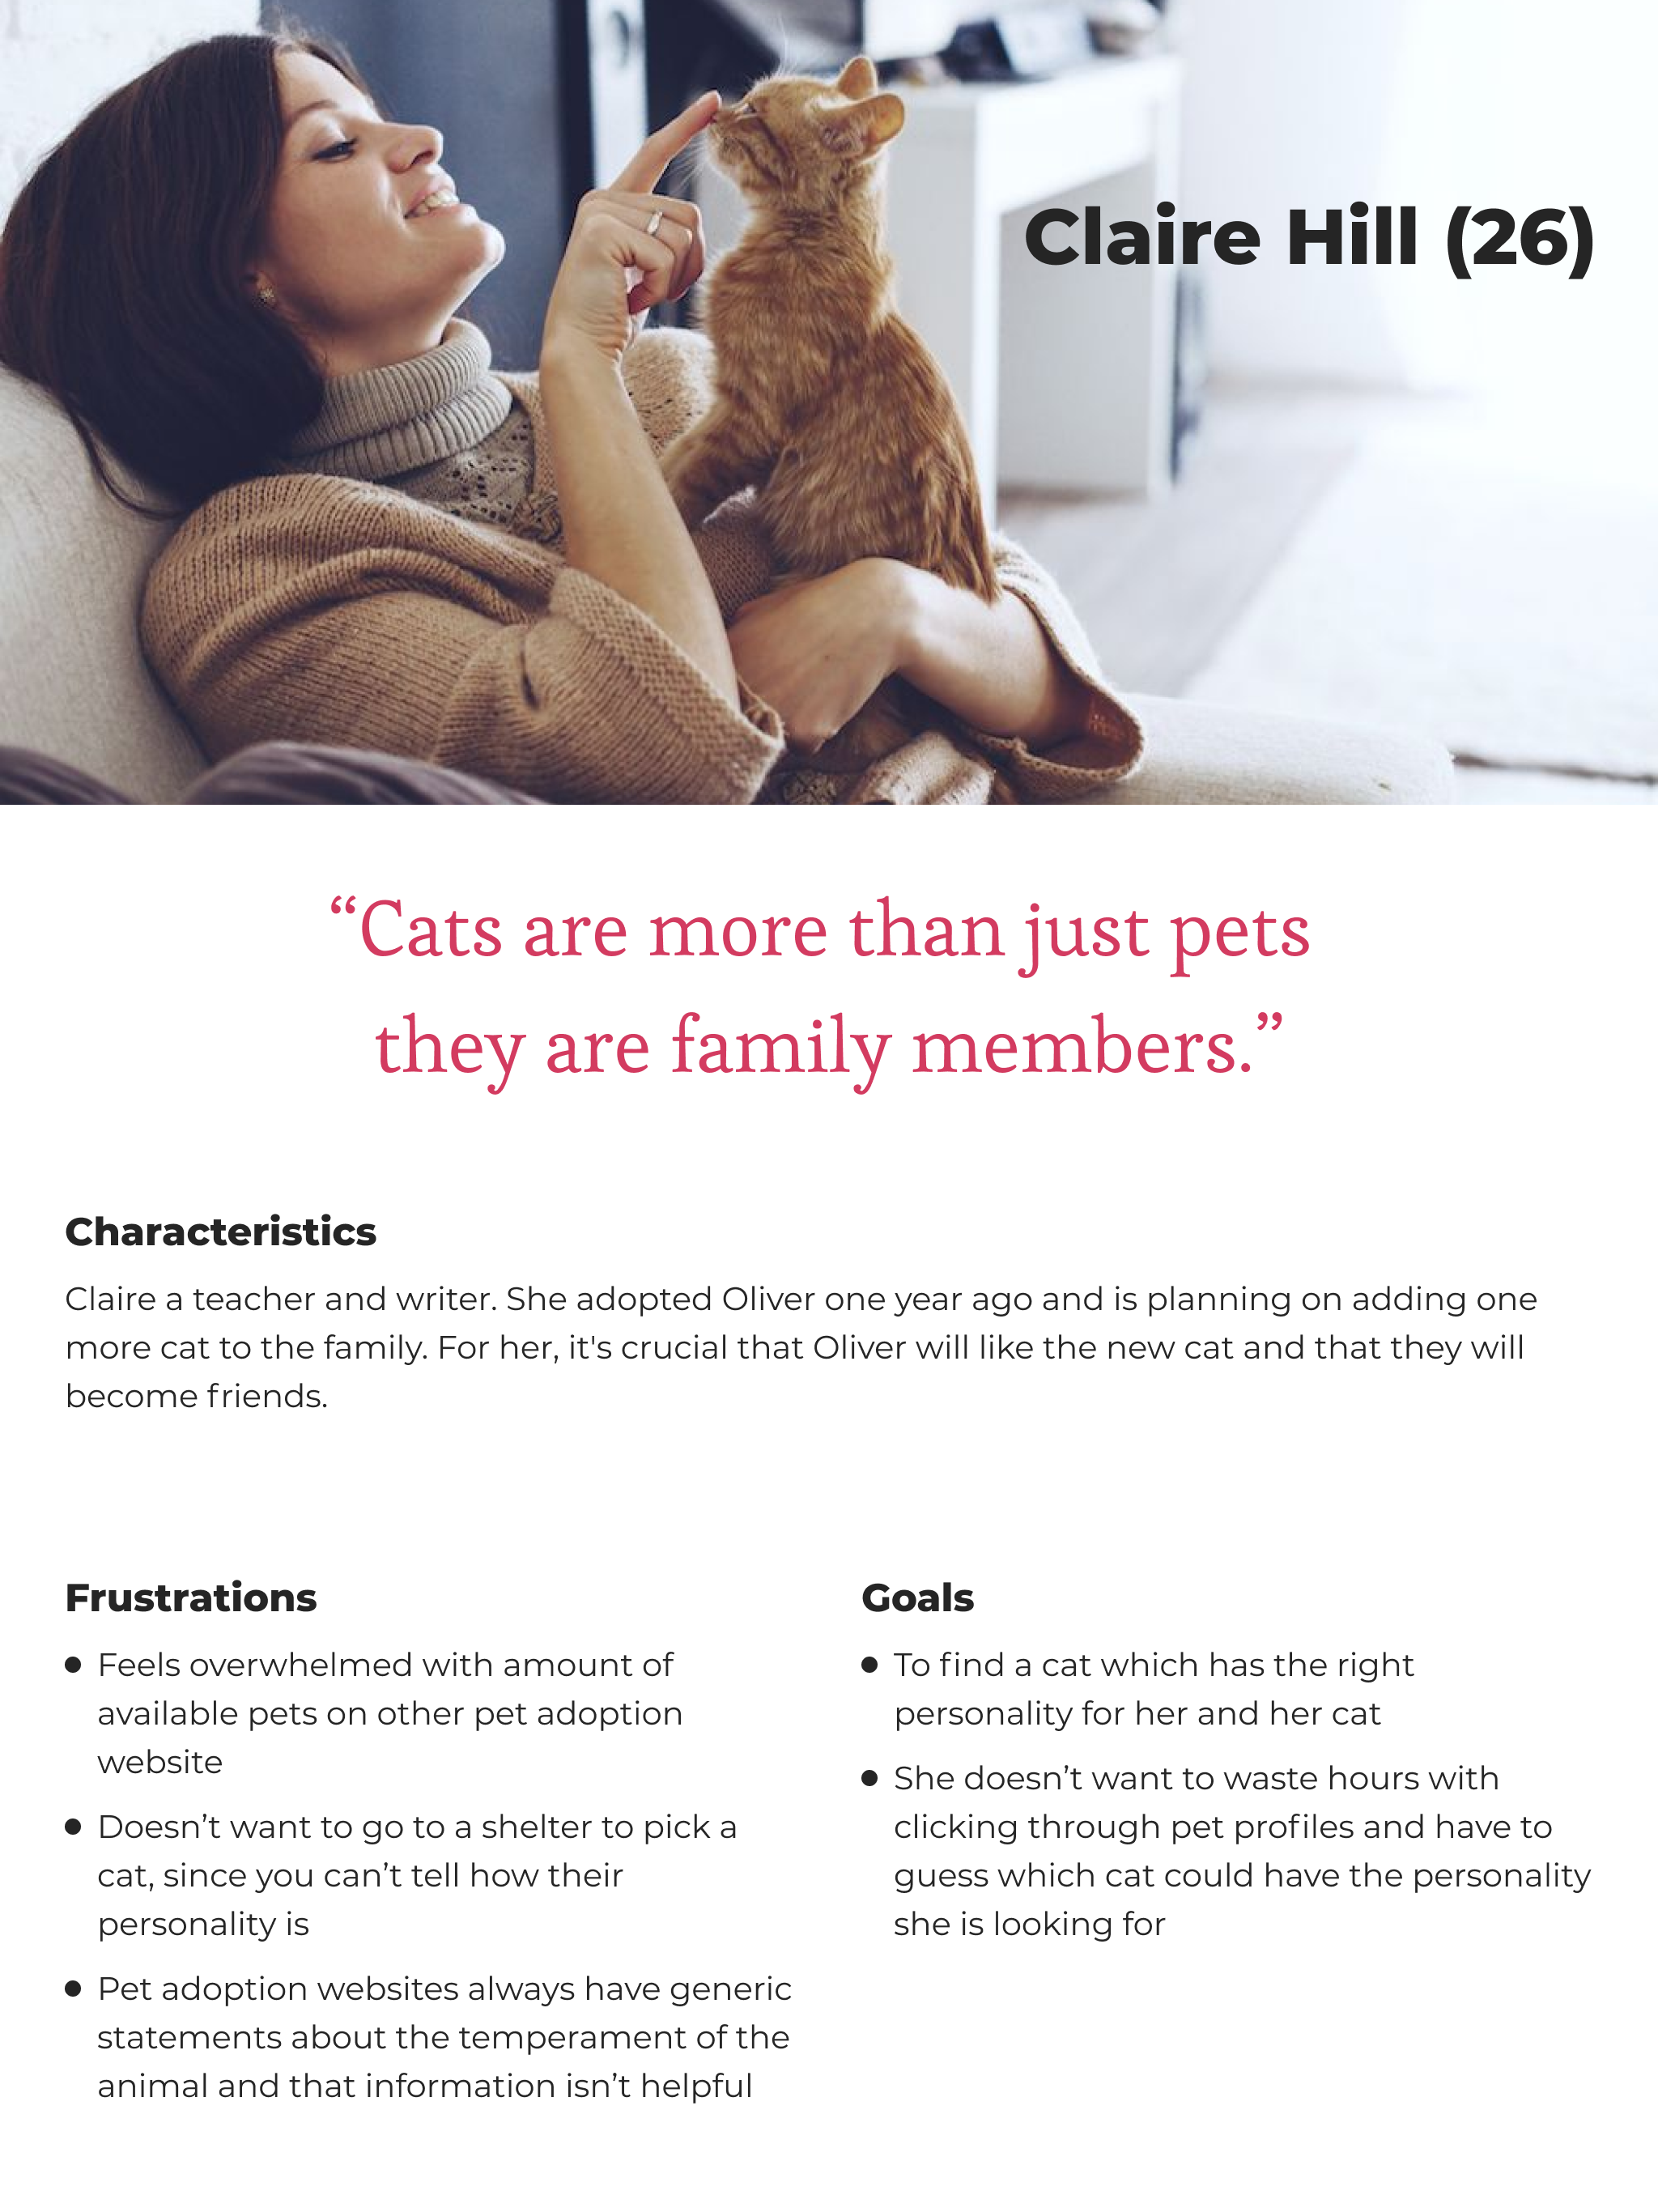 Claire Hill (26)
“Cats are more than just pets
they are family members.”
Characteristics
Claire a teacher and writer. She adopted Oliver one year ago and is planning on adding one
more cat to the family. For her, it's crucial that Oliver will like the new cat and that they will
become friends.
Frustrations
● Feels overwhelmed with amount of
available pets on other pet adoption
website
● Doesn’t want to go to a shelter to pick a
cat, since you can’t tell how their
personality is
● Pet adoption websites always have generic
statements about the temperament of the
animal and that information isn’t helpful
Goals
● To find a cat which has the right
personality for her and her cat
● She doesn’t want to waste hours with
clicking through pet profiles and have to
guess which cat could have the personality
she is looking for